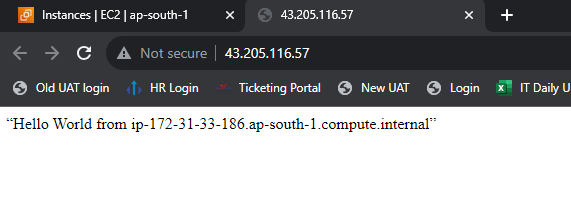 Instances | EC2 | ap-south-1
43.205.116.57
Not secure
43.205.116.57
Old UAT login
HR Login
Ticketing Portal
New UAT
Login
IT Daily U
“Hello World from ip-172-31-33-186.ap-south-1.compute.internal”